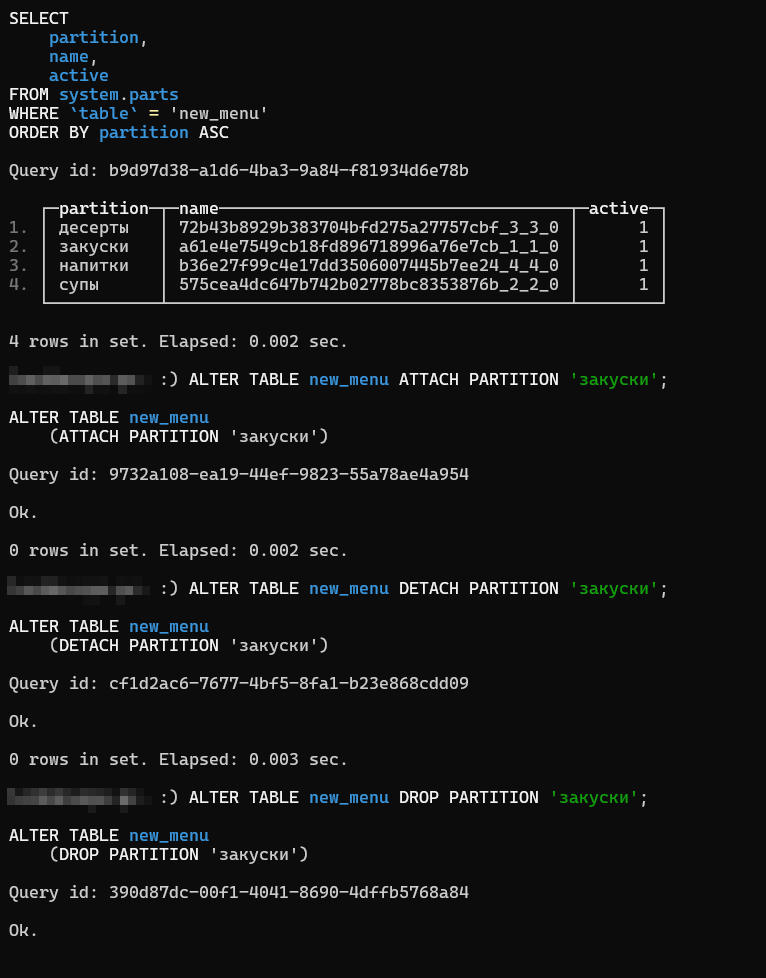 SELECT
    partition,
    name,
    active
FROM system.parts
WHERE `table` = 'new_menu'
ORDER BY partition ASC
Query id: b9d97d38-a1d6-4ba3-9a84-f81934d6e78b
partition name active
1. десерты 72b43b8929b383704bfd275a27757cbf_3_3_0 1
2. закуски a61e4e7549cb18fd896718996a76e7cb_1_1_0 1
3. напитки b36e27f99c4e17dd3506007445b7ee24_4_4_0 1
4. супы 575cea4dc647b742b02778bc8353876b_2_2_0 1
4 rows in set. Elapsed: 0.002 sec.
:) ALTER TABLE new_menu ATTACH PARTITION 'закуски';
ALTER TABLE new_menu
    (ATTACH PARTITION 'закуски')
Query id: 9732a108-ea19-44ef-9823-55a78ae4a954
Ok.
0 rows in set. Elapsed: 0.002 sec.
:) ALTER TABLE new_menu DETACH PARTITION 'закуски';
ALTER TABLE new_menu
    (DETACH PARTITION 'закуски')
Query id: cf1d2ac6-7677-4bf5-8fa1-b23e868cdd09
Ok.
0 rows in set. Elapsed: 0.003 sec.
:) ALTER TABLE new_menu DROP PARTITION 'закуски';
ALTER TABLE new_menu
    (DROP PARTITION 'закуски')
Query id: 390d87dc-00f1-4041-8690-4dffb5768a84
Ok.